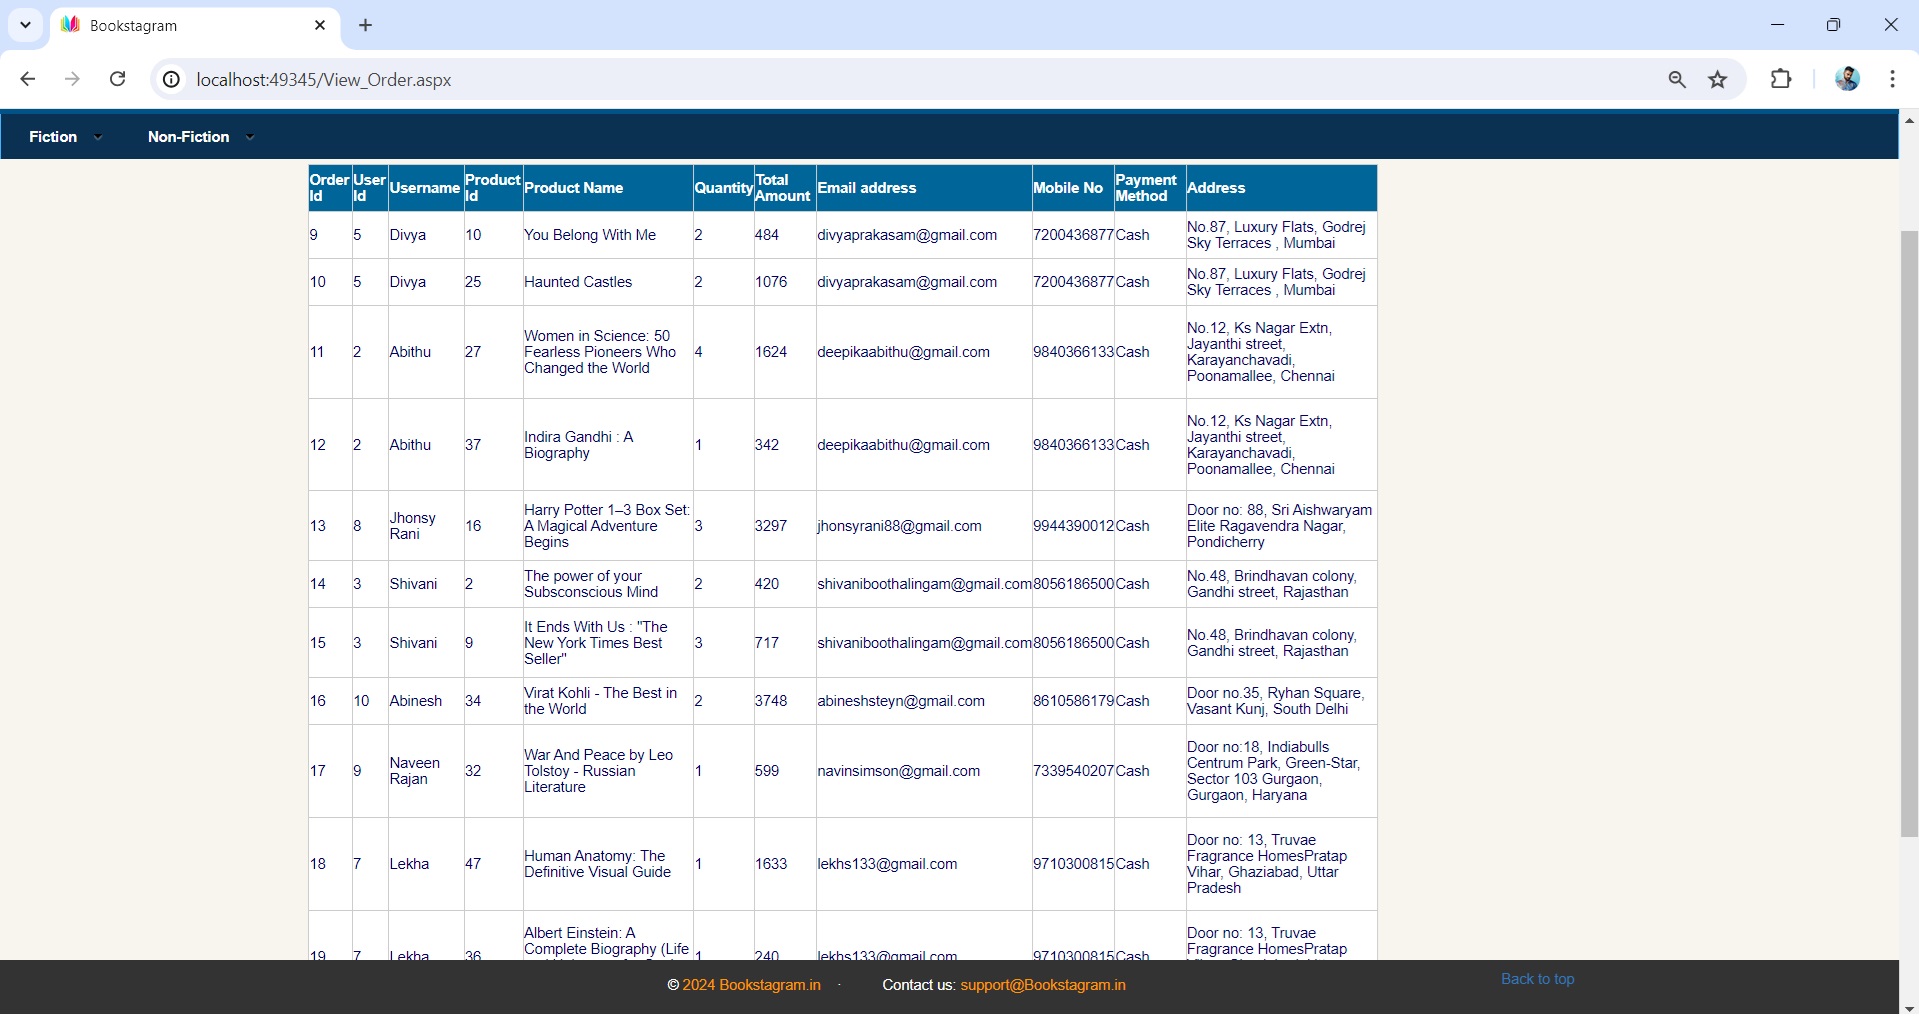 Bookstagram
localhost:49345/View_Order.aspx
Fiction
Non-Fiction
Order Id User Id Username Product Id Product Name Quantity Total Amount Email address Mobile No Payment Method Address
9 5 Divya 10 You Belong With Me 2 484 divyaprakasam@gmail.com 7200436877 Cash No.87, Luxury Flats, Godrej Sky Terraces , Mumbai
10 5 Divya 25 Haunted Castles 2 1076 divyaprakasam@gmail.com 7200436877 Cash No.87, Luxury Flats, Godrej Sky Terraces , Mumbai
11 2 Abithu 27 Women in Science: 50 Fearless Pioneers Who Changed the World 4 1624 deepikaabithu@gmail.com 9840366133 Cash No.12, Ks Nagar Extn, Jayanthi street, Karayanchavadi, Poonamallee, Chennai
12 2 Abithu 37 Indira Gandhi : A Biography 1 342 deepikaabithu@gmail.com 9840366133 Cash No.12, Ks Nagar Extn, Jayanthi street, Karayanchavadi, Poonamallee, Chennai
13 8 Jhonsy Rani 16 Harry Potter 1–3 Box Set: A Magical Adventure Begins 3 3297 jhonsyrani88@gmail.com 9944390012 Cash Door no: 88, Sri Aishwaryam Elite Ragavendra Nagar, Pondicherry
14 3 Shivani 2 The power of your Subsconscious Mind 2 420 shivaniboothalingam@gmail.com 8056186500 Cash No.48, Brindhavan colony, Gandhi street, Rajasthan
15 3 Shivani 9 It Ends With Us : "The New York Times Best Seller" 3 717 shivaniboothalingam@gmail.com 8056186500 Cash No.48, Brindhavan colony, Gandhi street, Rajasthan
16 10 Abinesh 34 Virat Kohli - The Best in the World 2 3748 abineshsteyn@gmail.com 8610586179 Cash Door no.35, Ryhan Square, Vasant Kunj, South Delhi
17 9 Naveen Rajan 32 War And Peace by Leo Tolstoy - Russian Literature 1 599 navinsimson@gmail.com 7339540207 Cash Door no:18, Indiabulls Centrum Park, Green-Star, Sector 103 Gurgaon, Gurgaon, Haryana
18 7 Lekha 47 Human Anatomy: The Definitive Visual Guide 1 1633 lekhs133@gmail.com 9710300815 Cash Door no: 13, Truvae Fragrance HomesPratap Vihar, Ghaziabad, Uttar Pradesh
19 7 Lekha 36 Albert Einstein: A Complete Biography (Life 1 240 lekhs133@gmail.com 9710300815 Cash Door no: 13, Truvae Fragrance HomesPratap
© 2024 Bookstagram.in · Contact us: support@Bookstagram.in
Back to top